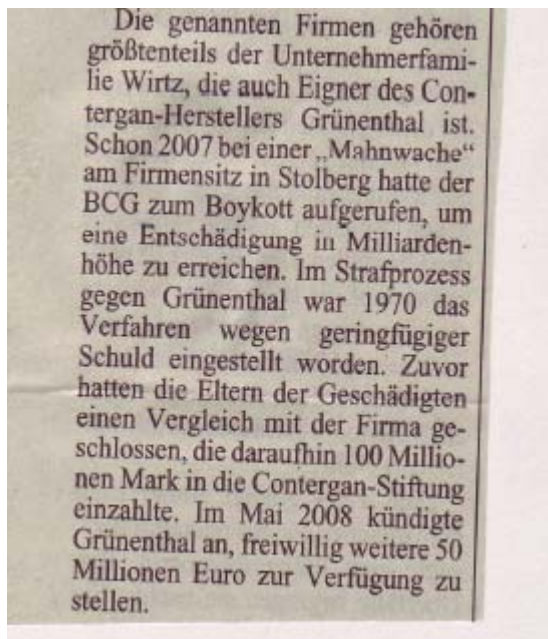 Die genannten Firmen gehören
größtenteils der Unternehmerfami-
lie Wirtz, die auch Eigner des Con-
tergan-Herstellers Grünenthal ist.
Schon 2007 bei einer „Mahnwache“
am Firmensitz in Stolberg hatte der
BCG zum Boykott aufgerufen, um
eine Entschädigung in Milliarden-
höhe zu erreichen. Im Strafprozess
gegen Grünenthal war 1970 das
Verfahren wegen geringfügiger
Schuld eingestellt worden. Zuvor
hatten die Eltern der Geschädigten
einen Vergleich mit der Firma ge-
schlossen, die daraufhin 100 Millio-
nen Mark in die Contergan-Stiftung
einzahlte. Im Mai 2008 kündigte
Grünenthal an, freiwillig weitere 50
Millionen Euro zur Verfügung zu
stellen.